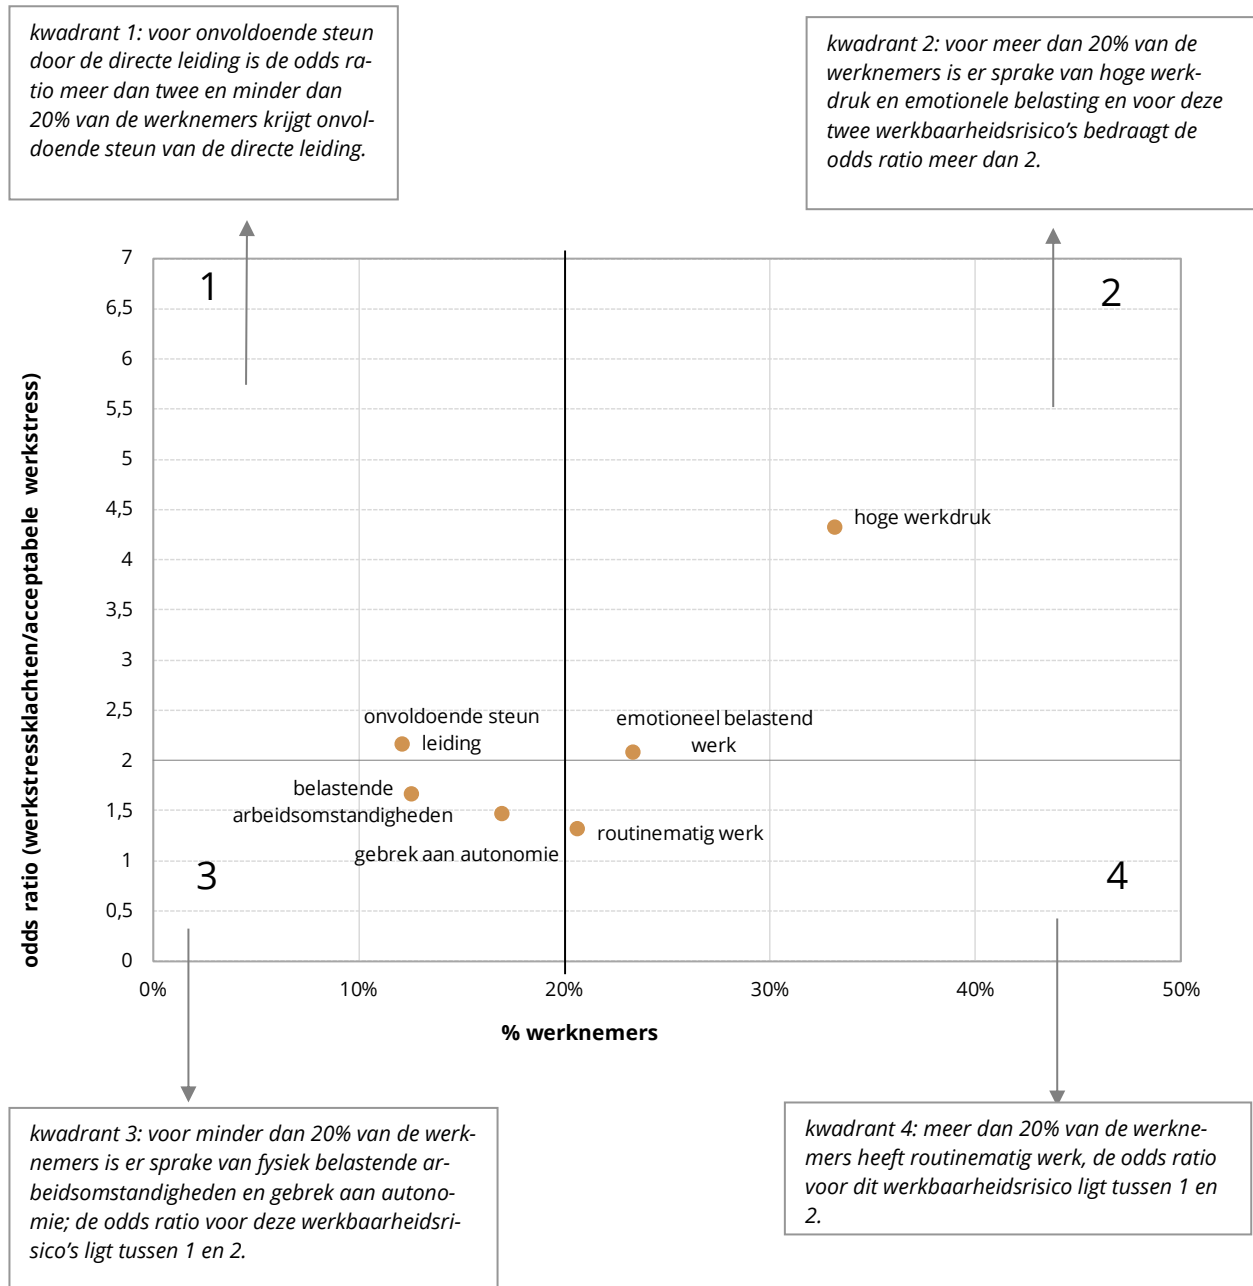 kwadrant 1: voor onvoldoende steun
door de directe leiding is de odds ra-
tio meer dan twee en minder dan
20% van de werknemers krijgt onvol-
doende steun van de directe leiding.
kwadrant 2: voor meer dan 20% van de
werknemers is er sprake van hoge werk-
druk en emotionele belasting en voor deze
twee werkbaarheidsrisico’s bedraagt de
odds ratio meer dan 2.
odds ratio (werkstressklachten/acceptabele werkstress)
7
6,5
6
5,5
5
4,5
4
3,5
3
2,5
2
1,5
1
0,5
0
1
2
hoge werkdruk
onvoldoende steun
leiding
emotioneel belastend
werk
belastende
arbeidsomstandigheden
gebrek aan autonomie
routinematig werk
3
4
0%
10%
20%
30%
40%
50%
% werknemers
kwadrant 3: voor minder dan 20% van de werk-
nemers is er sprake van fysiek belastende ar-
beidsomstandigheden en gebrek aan autono-
mie; de odds ratio voor deze werkbaarheidsri-
sico’s ligt tussen 1 en 2.
kwadrant 4: meer dan 20% van de werkne-
mers heeft routinematig werk, de odds ratio
voor dit werkbaarheidsrisico ligt tussen 1 en
2.